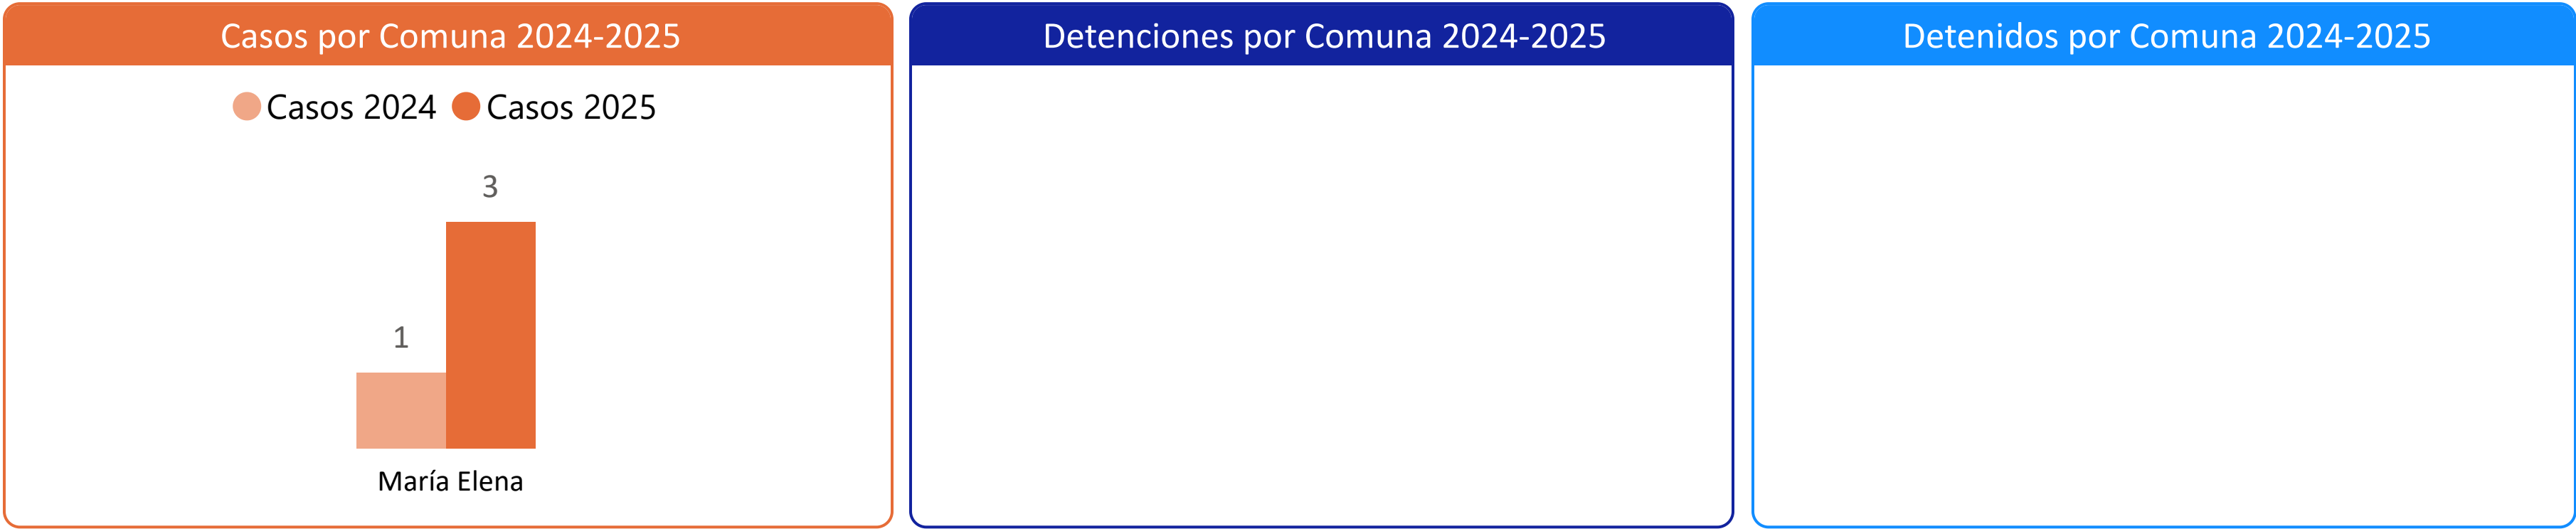 Casos por Comuna 2024-2025
Casos 2024 Casos 2025
3
1
María Elena
Detenciones por Comuna 2024-2025
Detenidos por Comuna 2024-2025